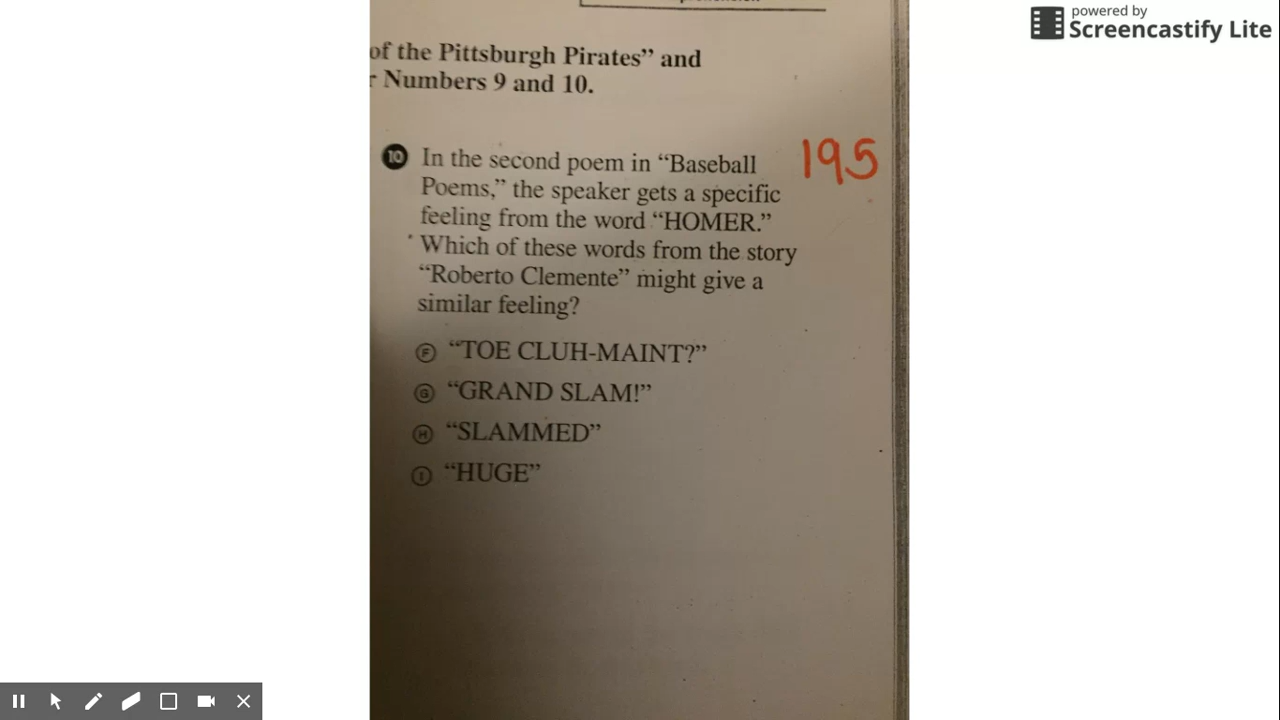 powered by
Screencastify Lite
of the Pittsburgh Pirates” and
Numbers 9 and 10.
195
10 In the second poem in “Baseball
Poems,” the speaker gets a specific
feeling from the word “HOMER.”
Which of these words from the story
“Roberto Clemente” might give a
similar feeling?
F “TOE CLUH-MAINT?”
G “GRAND SLAM!”
H “SLAMMED”
I “HUGE”